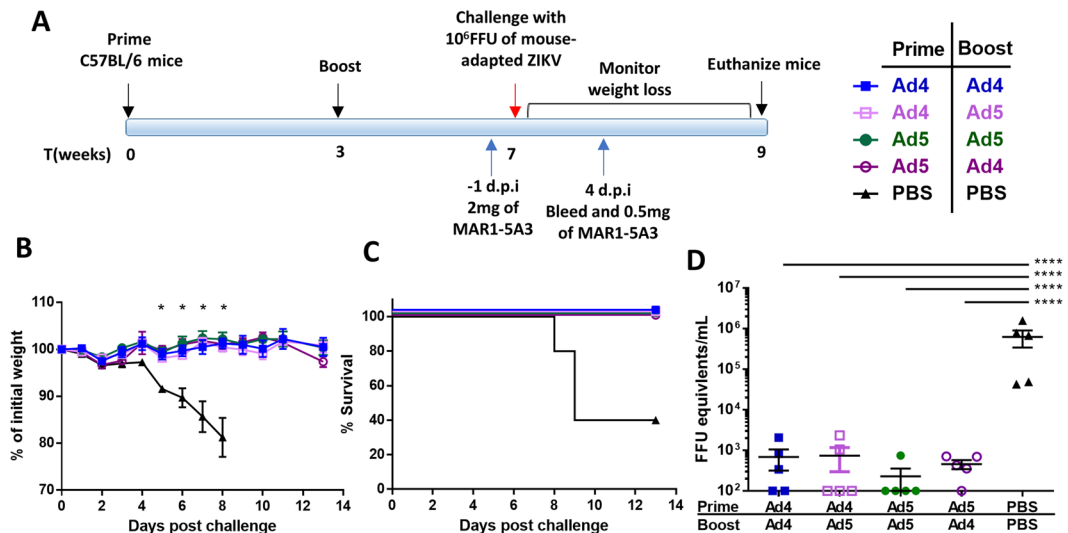 A
Prime
C57BL/6 mice
Boost
Challenge with
10⁶FFU of mouse-
adapted ZIKV
Monitor
weight loss
Euthanize mice
T(weeks) 0 3 7 9
-1 d.p.i
2mg of
MAR1-5A3
4 d.p.i
Bleed and 0.5mg
of MAR1-5A3
Prime Boost
Ad4 Ad4
Ad4 Ad5
Ad5 Ad5
Ad5 Ad4
PBS PBS
B
% of initial weight
110
100
90
80
70
* * * *
0 2 4 6 8 10 12 14
Days post challenge
C
% Survival
100
80
60
40
20
0
0 2 4 6 8 10 12 14
Days post challenge
D
****
****
****
****
FFU equivlents/mL
10⁷
10⁶
10⁵
10⁴
10³
10²
Prime Ad4 Ad4 Ad5 Ad5 PBS
Boost Ad4 Ad5 Ad5 Ad4 PBS